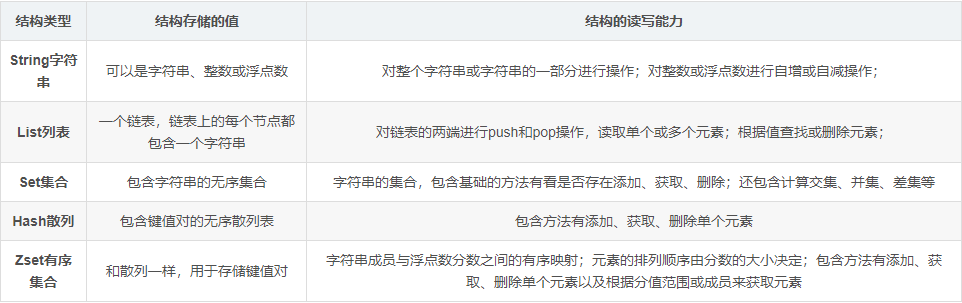 结构类型 结构存储的值 结构的读写能力
String字符
串
可以是字符串、整数或浮点数
对整个字符串或字符串的一部分进行操作；对整数或浮点数进行自增或自减操作；
List列表
一个链表，链表上的每个节点都
包含一个字符串
对链表的两端进行push和pop操作，读取单个或多个元素；根据值查找或删除元素；
Set集合
包含字符串的无序集合
字符串的集合，包含基础的方法有看是否存在添加、获取、删除；还包含计算交集、并集、差集等
Hash散列
包含键值对的无序散列表
包含方法有添加、获取、删除单个元素
Zset有序
集合
和散列一样，用于存储键值对
字符串成员与浮点数分数之间的有序映射；元素的排列顺序由分数的大小决定；包含方法有添加、获
取、删除单个元素以及根据分值范围或成员来获取元素